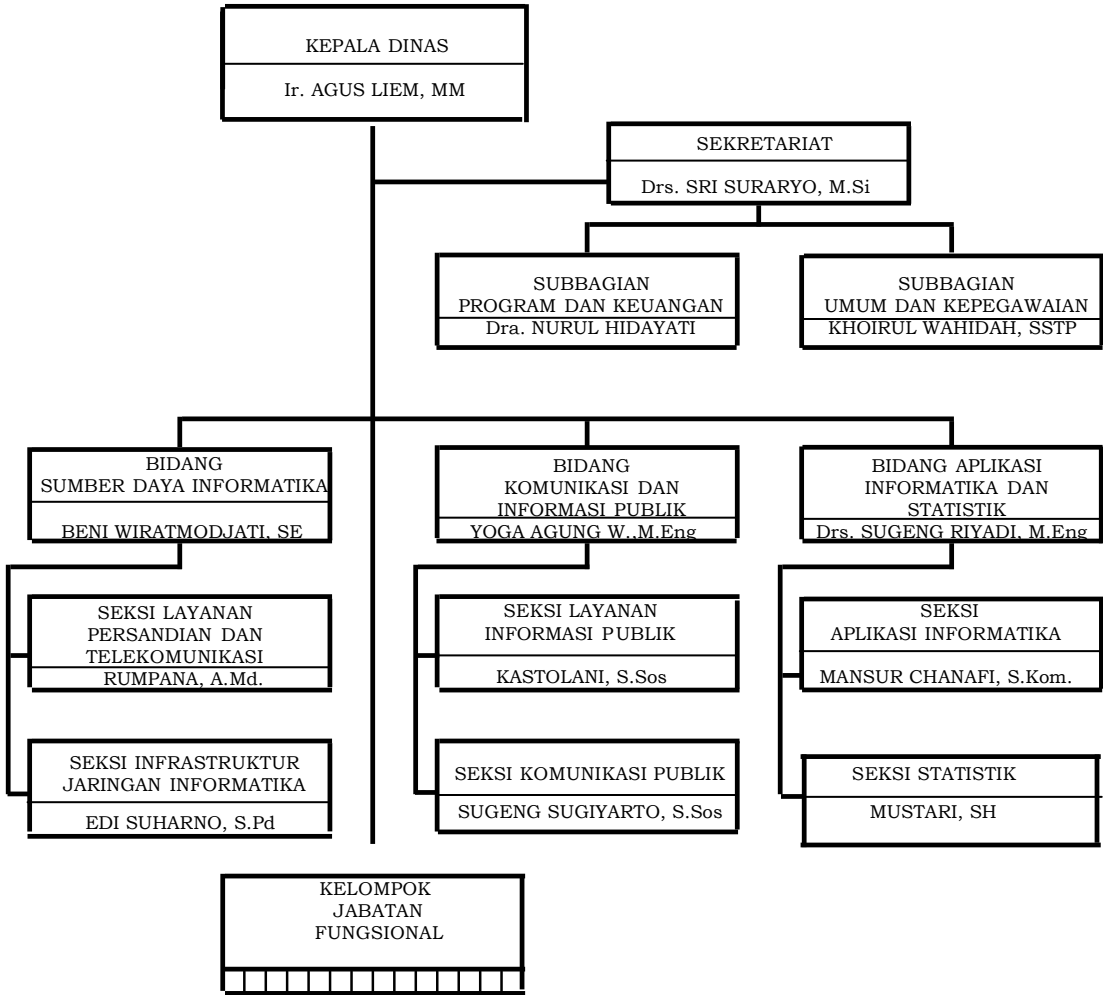 KEPALA DINAS
Ir. AGUS LIEM, MM
SEKRETARIAT
Drs. SRI SURARYO, M.Si
SUBBAGIAN
PROGRAM DAN KEUANGAN
Dra. NURUL HIDAYATI
SUBBAGIAN
UMUM DAN KEPEGAWAIAN
KHOIRUL WAHIDAH, SSTP
BIDANG
SUMBER DAYA INFORMATIKA
BENI WIRATMODJATI, SE
BIDANG
KOMUNIKASI DAN
INFORMASI PUBLIK
YOGA AGUNG W.,M.Eng
BIDANG APLIKASI
INFORMATIKA DAN
STATISTIK
Drs. SUGENG RIYADI, M.Eng
SEKSI LAYANAN
PERSANDIAN DAN
TELEKOMUNIKASI
RUMPANA, A.Md.
SEKSI LAYANAN
INFORMASI PUBLIK
KASTOLANI, S.Sos
SEKSI
APLIKASI INFORMATIKA
MANSUR CHANAFI, S.Kom.
SEKSI INFRASTRUKTUR
JARINGAN INFORMATIKA
EDI SUHARNO, S.Pd
SEKSI KOMUNIKASI PUBLIK
SUGENG SUGIYARTO, S.Sos
SEKSI STATISTIK
MUSTARI, SH
KELOMPOK
JABATAN
FUNGSIONAL